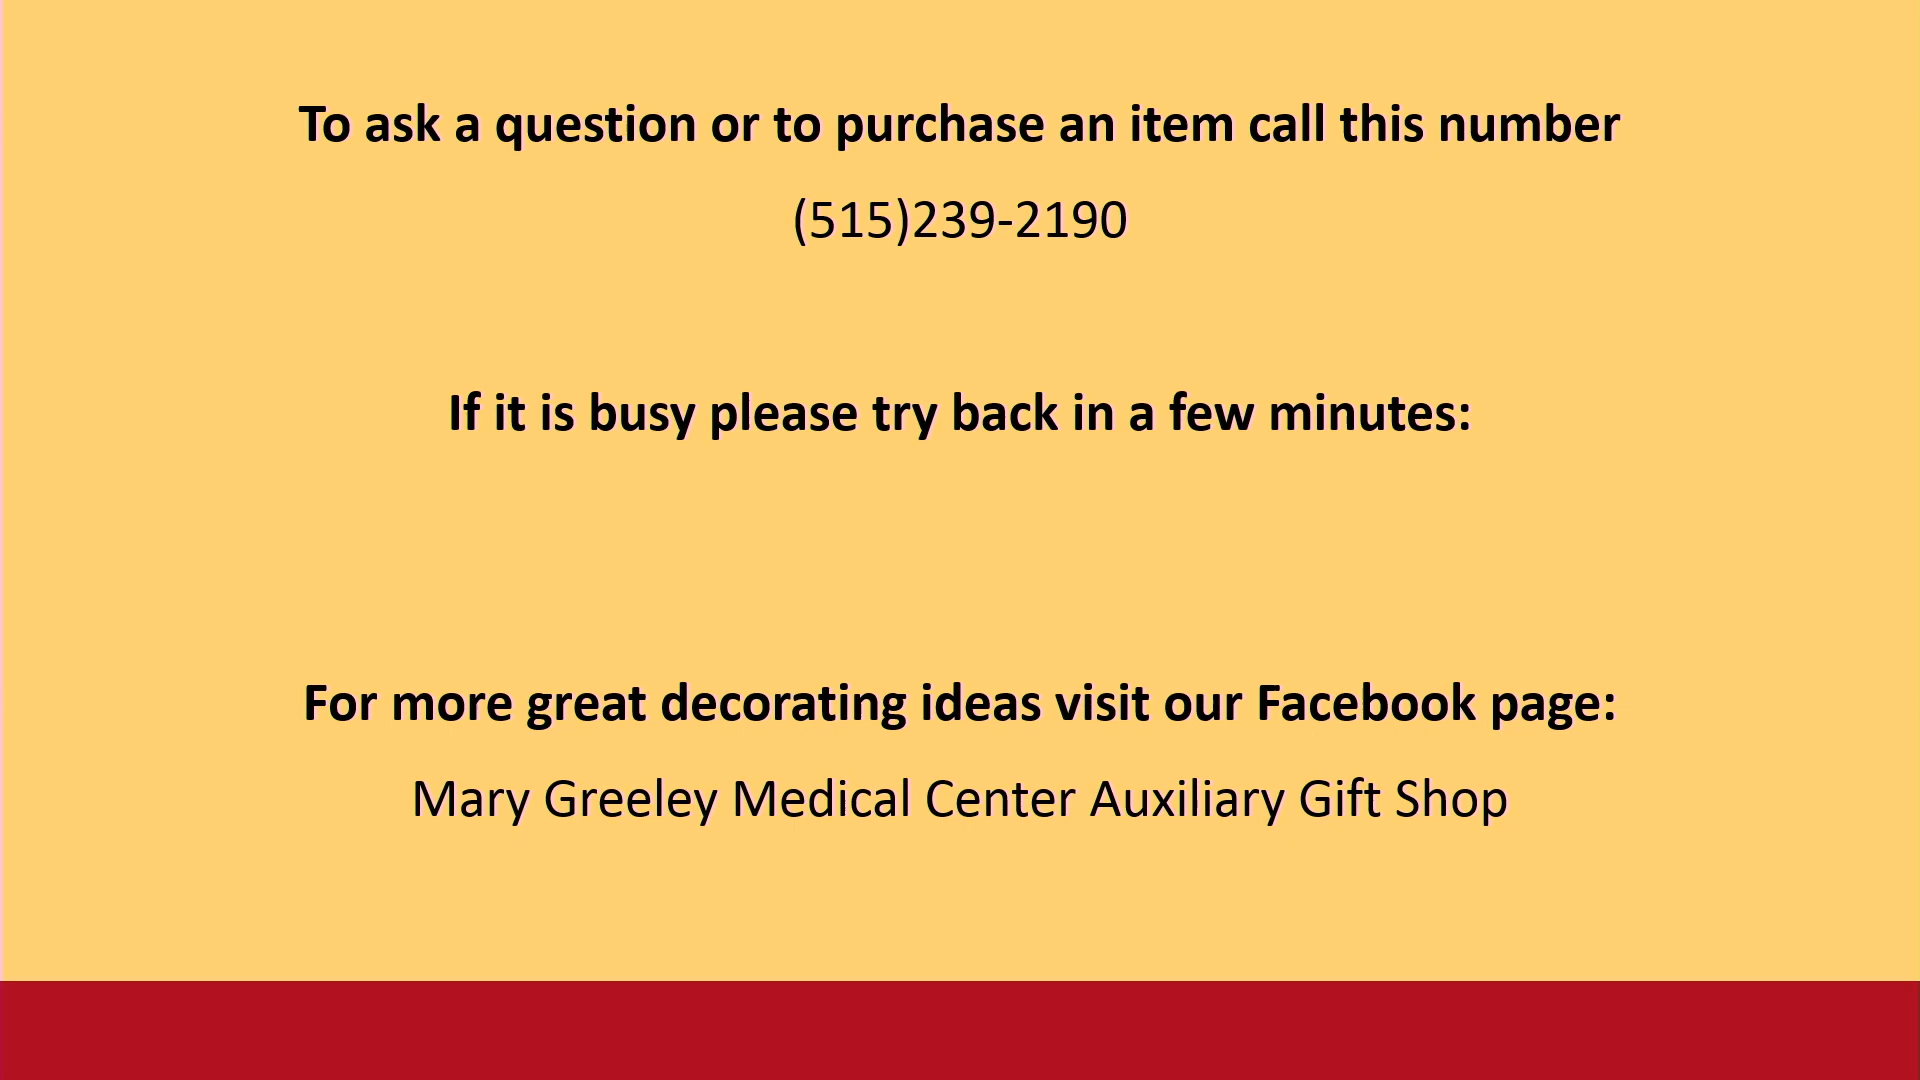 To ask a question or to purchase an item call this number
(515)239-2190
If it is busy please try back in a few minutes:
For more great decorating ideas visit our Facebook page:
Mary Greeley Medical Center Auxiliary Gift Shop